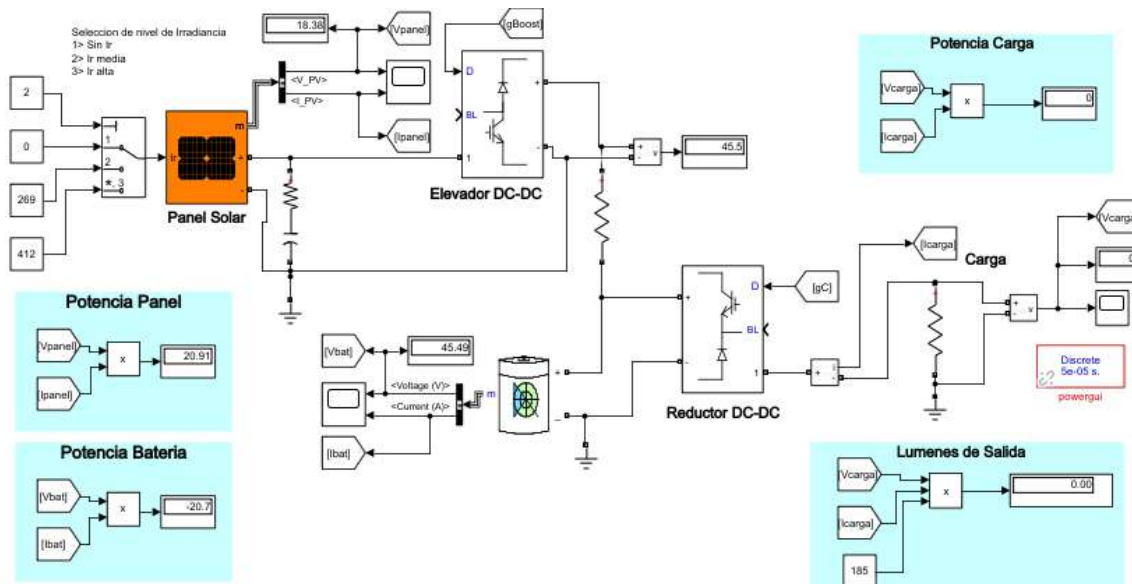 Seleccion de nivel de Irradiancia
1> Sin Ir
2> Ir media
3> Ir alta
2
0
269
412
1
2
*, 3
Ir
m
+
-
Panel Solar
18.38
[Vpanel]
<V_PV>
<I_PV>
[Ipanel]
[gBoost]
D
BL
1
+
-
Elevador DC-DC
+
-
v
45.5
Potencia Carga
[Vcarga]
[Icarga]
x
0
Potencia Panel
[Vpanel]
[Ipanel]
x
20.91
Potencia Bateria
[Vbat]
[Ibat]
x
-20.7
[Vbat]
45.49
<Voltage (V)>
<Current (A)>
m
[Ibat]
+
_
+
-
D
BL
1
[gC]
Reductor DC-DC
+
i
-
[Icarga]
Carga
+
-
v
[Vcarga]
0
Discrete
5e-05 s.
powergui
Lumenes de Salida
[Vcarga]
[Icarga]
185
x
0.00